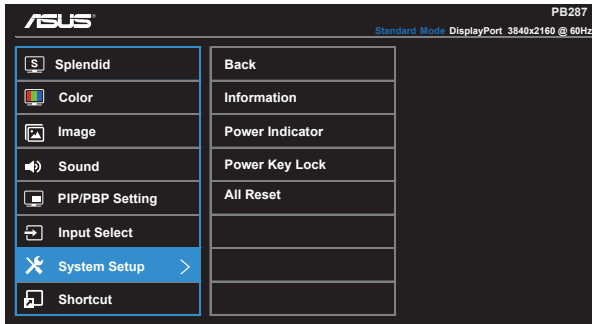 ASUS
PB287
Standard Mode DisplayPort 3840x2160 @ 60Hz
S Splendid
Color
Image
Sound
PIP/PBP Setting
Input Select
System Setup
Shortcut
Back
Information
Power Indicator
Power Key Lock
All Reset